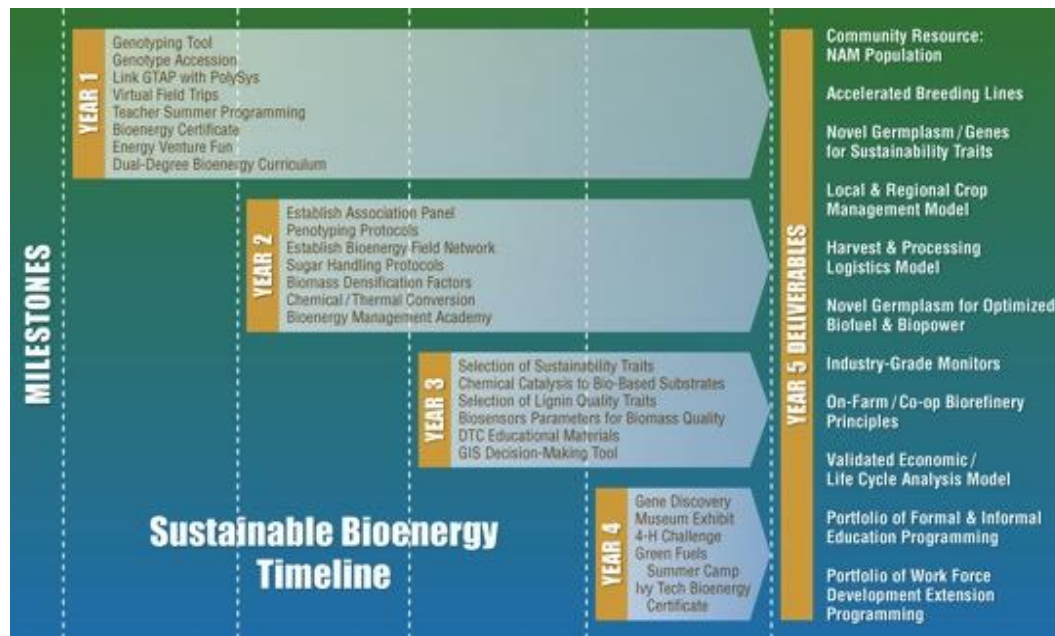 MILESTONES
YEAR 1
Genotyping Tool
Genotype Accession
Link GTAP with PolySys
Virtual Field Trips
Teacher Summer Programming
Bioenergy Certificate
Energy Venture Fun
Dual-Degree Bioenergy Curriculum
YEAR 2
Establish Association Panel
Penotyping Protocols
Establish Bioenergy Field Network
Sugar Handling Protocols
Biomass Densification Factors
Chemical/Thermal Conversion
Bioenergy Management Academy
YEAR 3
Selection of Sustainability Traits
Chemical Catalysis to Bio-Based Substrates
Selection of Lignin Quality Traits
Biosensors Parameters for Biomass Quality
DTC Educational Materials
GIS Decision-Making Tool
YEAR 4
Gene Discovery
Museum Exhibit
4-H Challenge
Green Fuels
Summer Camp
Ivy Tech Bioenergy
Certificate
YEAR 5 DELIVERABLES
Community Resource:
NAM Population
Accelerated Breeding Lines
Novel Germplasm/Genes
for Sustainability Traits
Local & Regional Crop
Management Model
Harvest & Processing
Logistics Model
Novel Germplasm for Optimized
Biofuel & Biopower
Industry-Grade Monitors
On-Farm/Co-op Biorefinery
Principles
Validated Economic/
Life Cycle Analysis Model
Portfolio of Formal & Informal
Education Programming
Portfolio of Work Force
Development Extension
Programming
Sustainable Bioenergy
Timeline